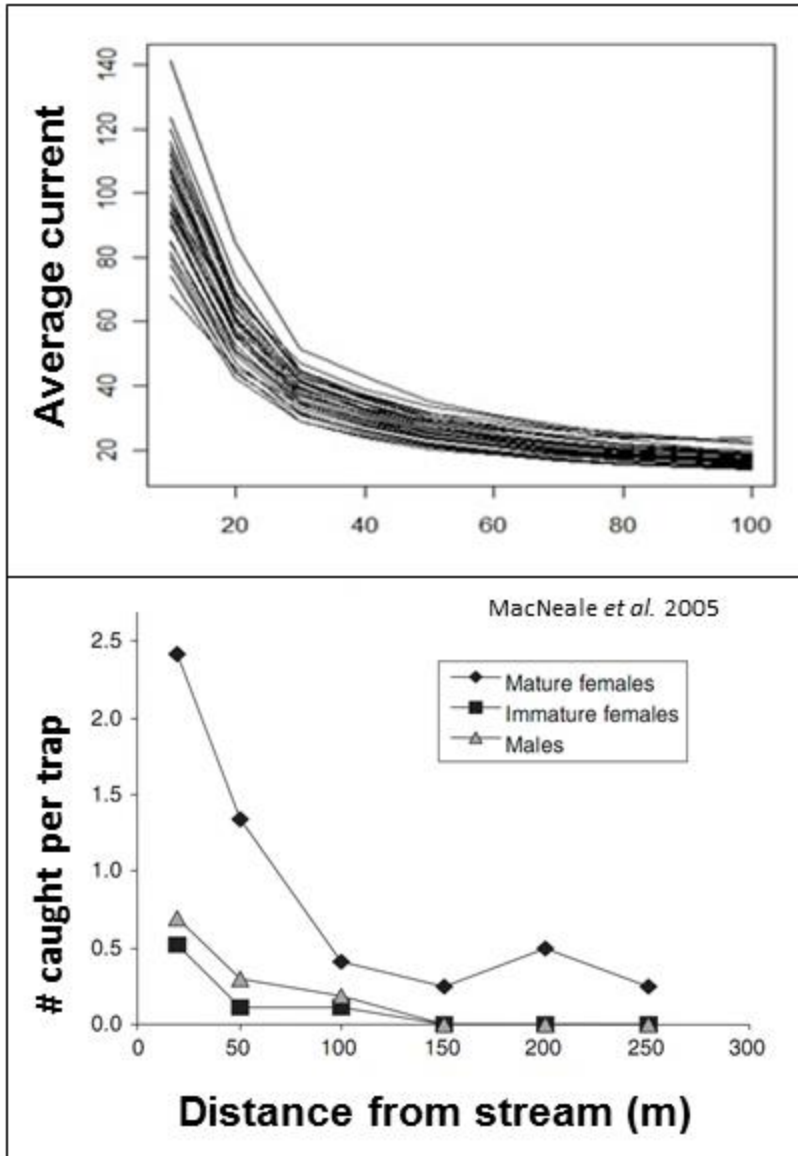 Average current
140
120
100
80
60
40
20
20 40 60 80 100
MacNeale et al. 2005
Mature females
Immature females
Males
# caught per trap
2.5
2.0
1.5
1.0
0.5
0.0
0 50 100 150 200 250 300
Distance from stream (m)